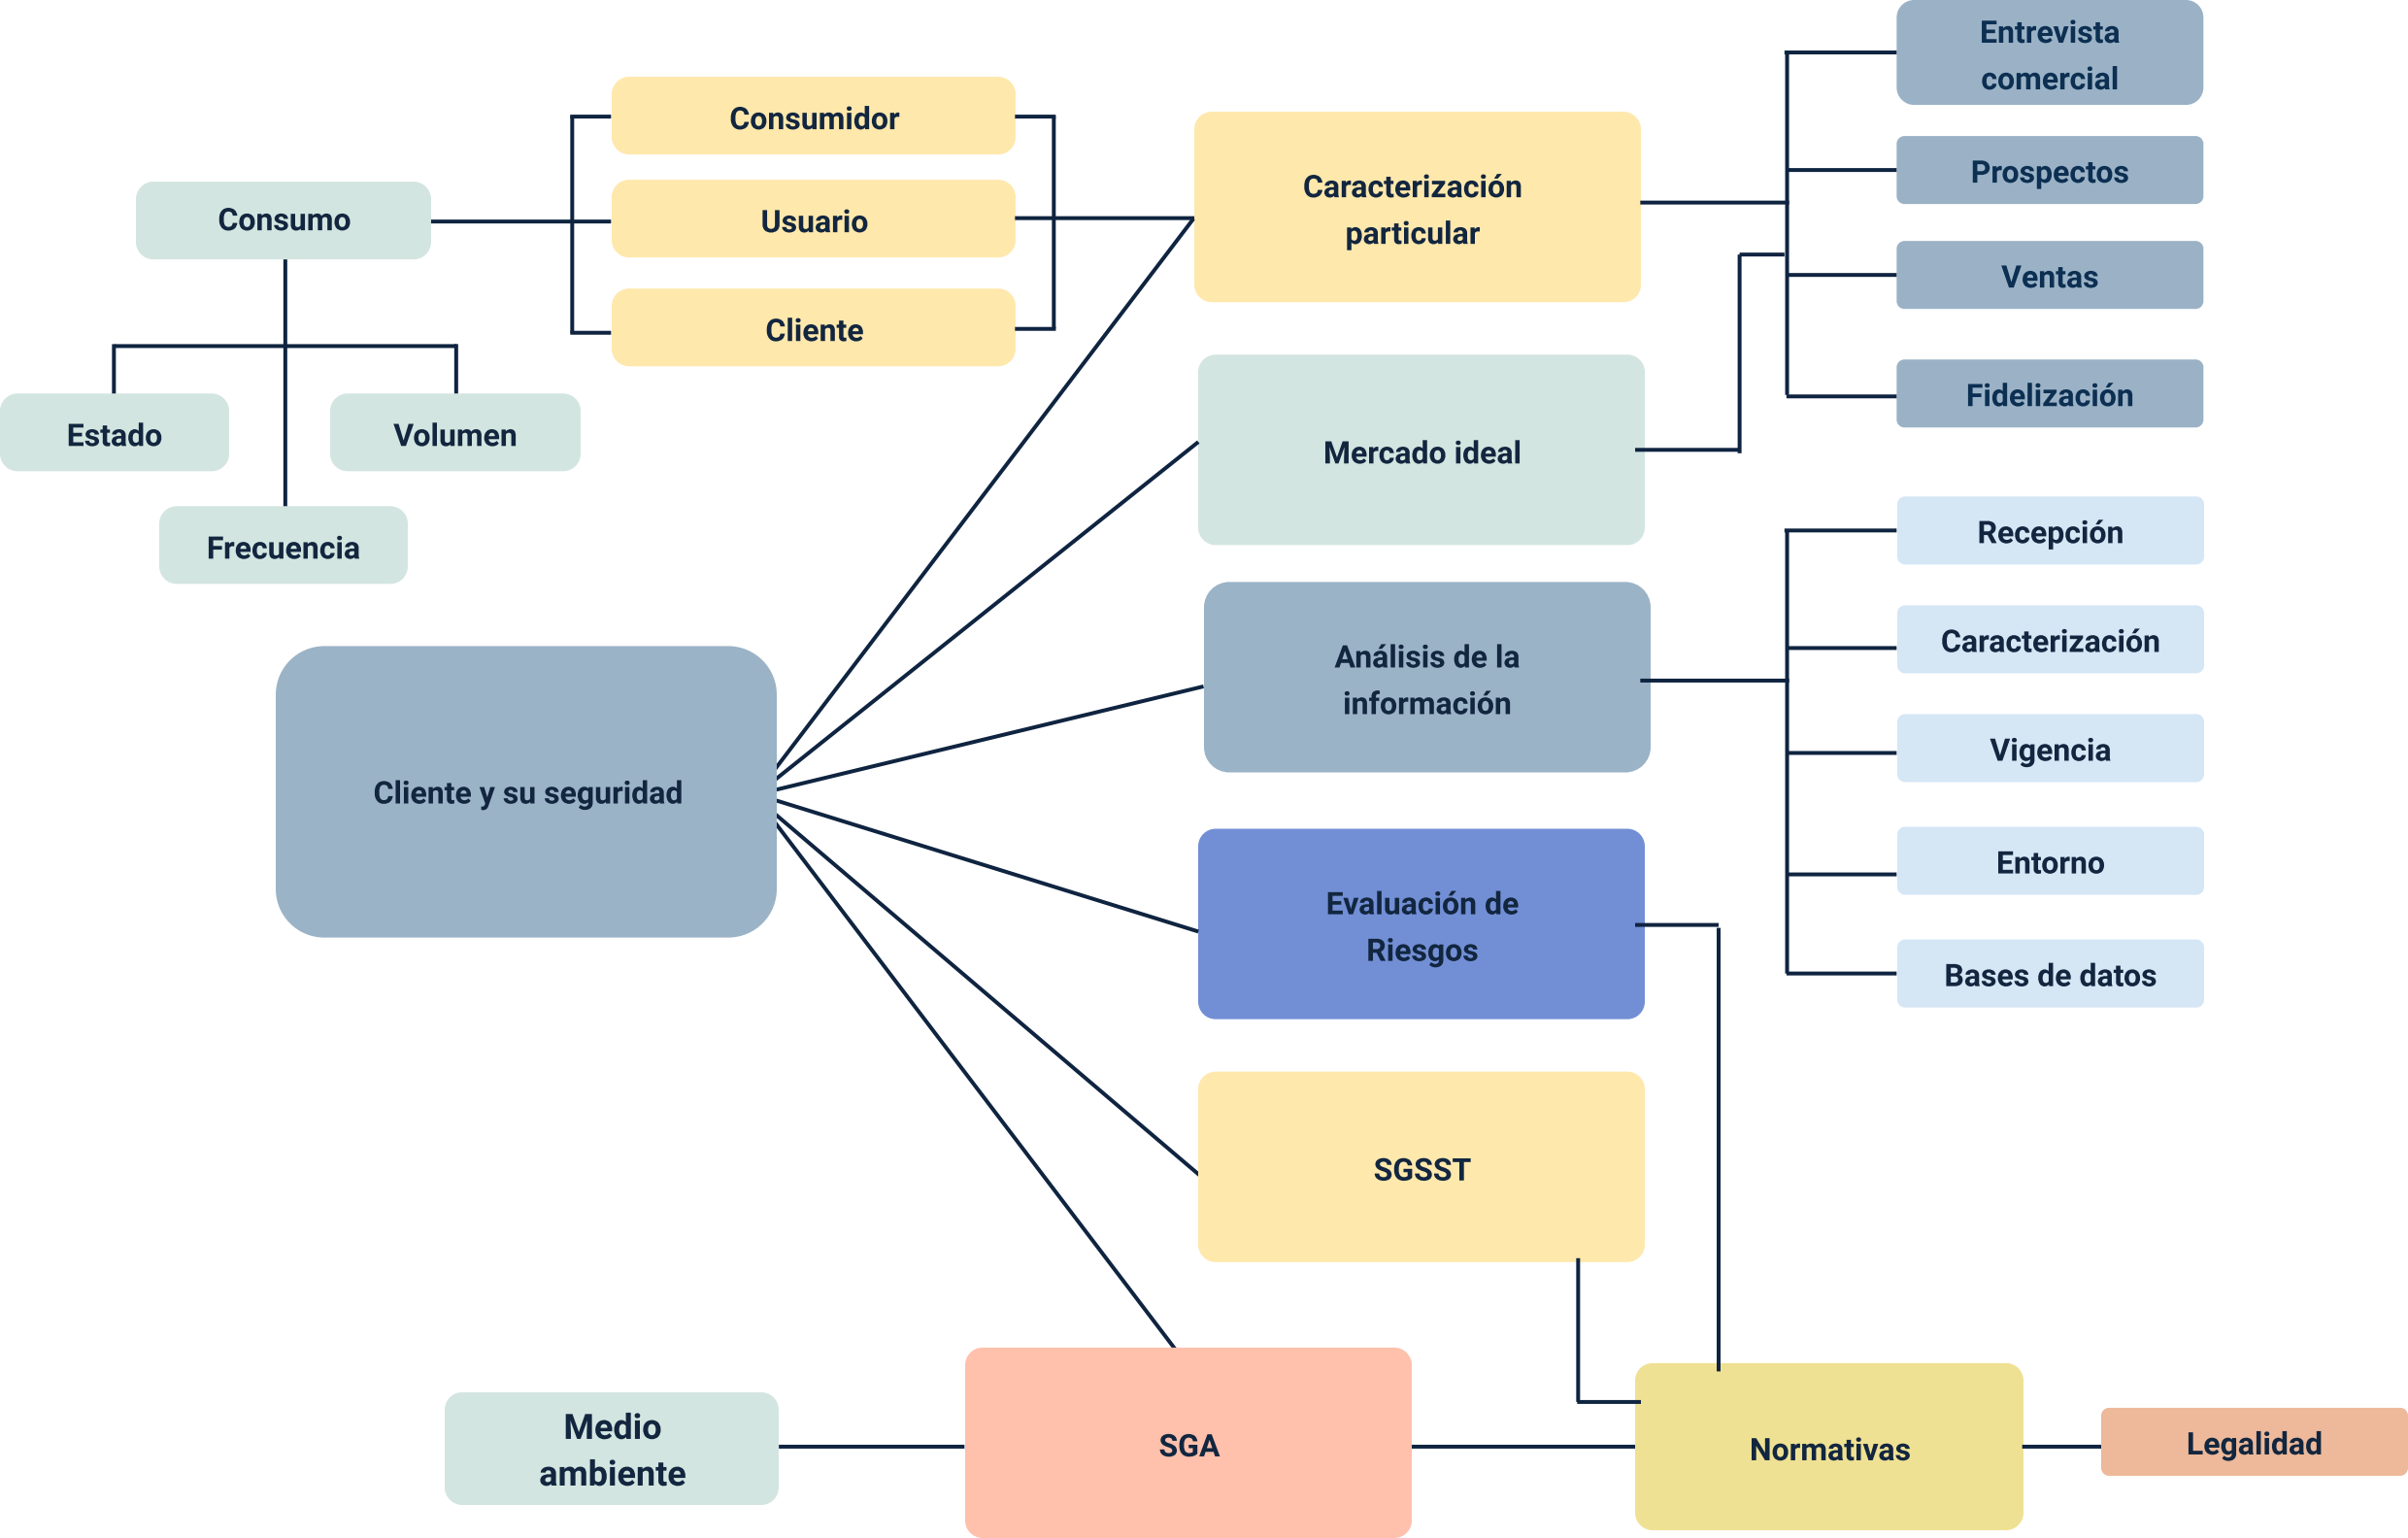 Entrevista
comercial
Consumidor
Prospectos
Caracterización
particular
Consumo
Usuario
Ventas
Cliente
Fidelización
Estado
Volumen
Mercado ideal
Frecuencia
Recepción
Caracterización
Análisis de la
información
Vigencia
Cliente y su seguridad
Entorno
Evaluación de
Riesgos
Bases de datos
SGSST
Medio
ambiente
SGA
Normativas
Legalidad